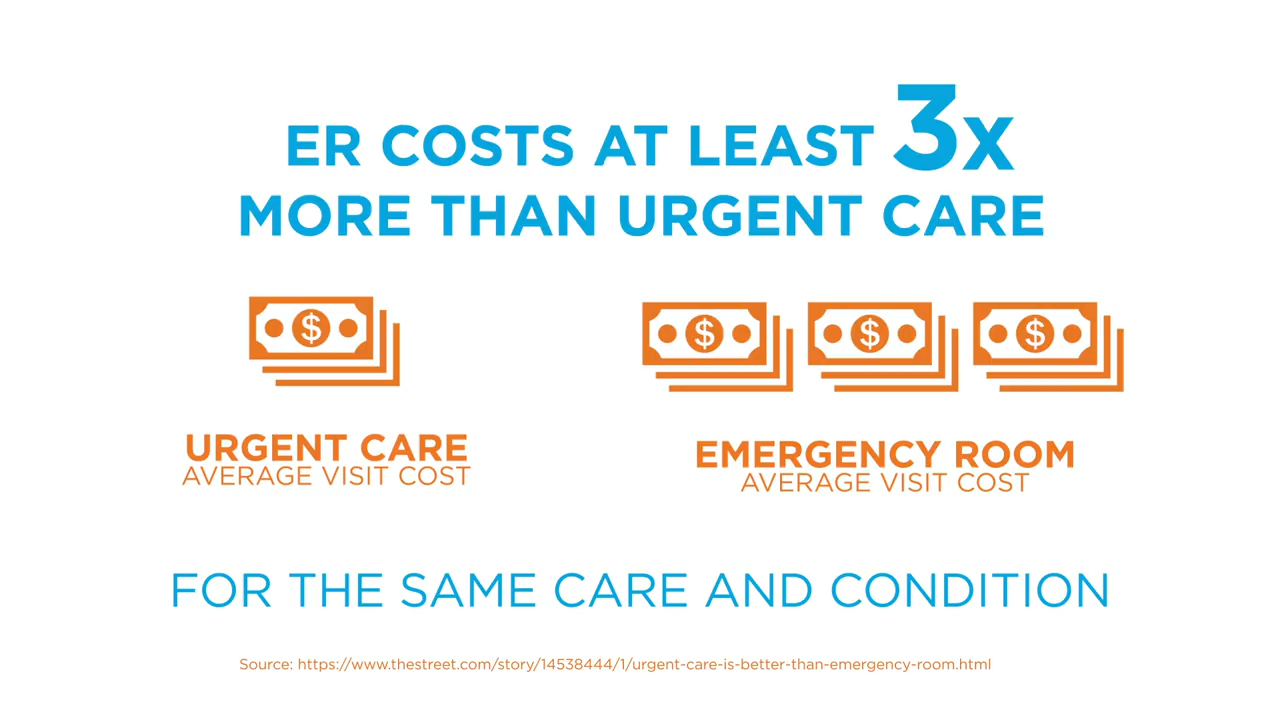 ER COSTS AT LEAST 3x
MORE THAN URGENT CARE
$
$ $ $
URGENT CARE
AVERAGE VISIT COST
EMERGENCY ROOM
AVERAGE VISIT COST
FOR THE SAME CARE AND CONDITION
Source: https://www.thestreet.com/story/14538444/1/urgent-care-is-better-than-emergency-room.html